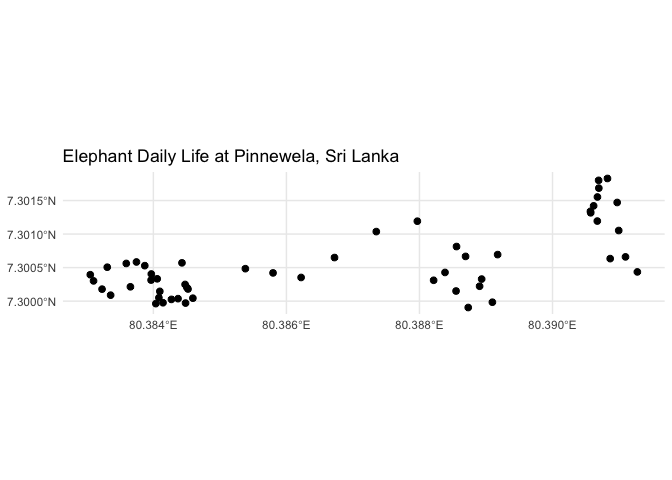 Elephant Daily Life at Pinnewela, Sri Lanka
7.3015°N
7.3010°N
7.3005°N
7.3000°N
80.384°E 80.386°E 80.388°E 80.390°E